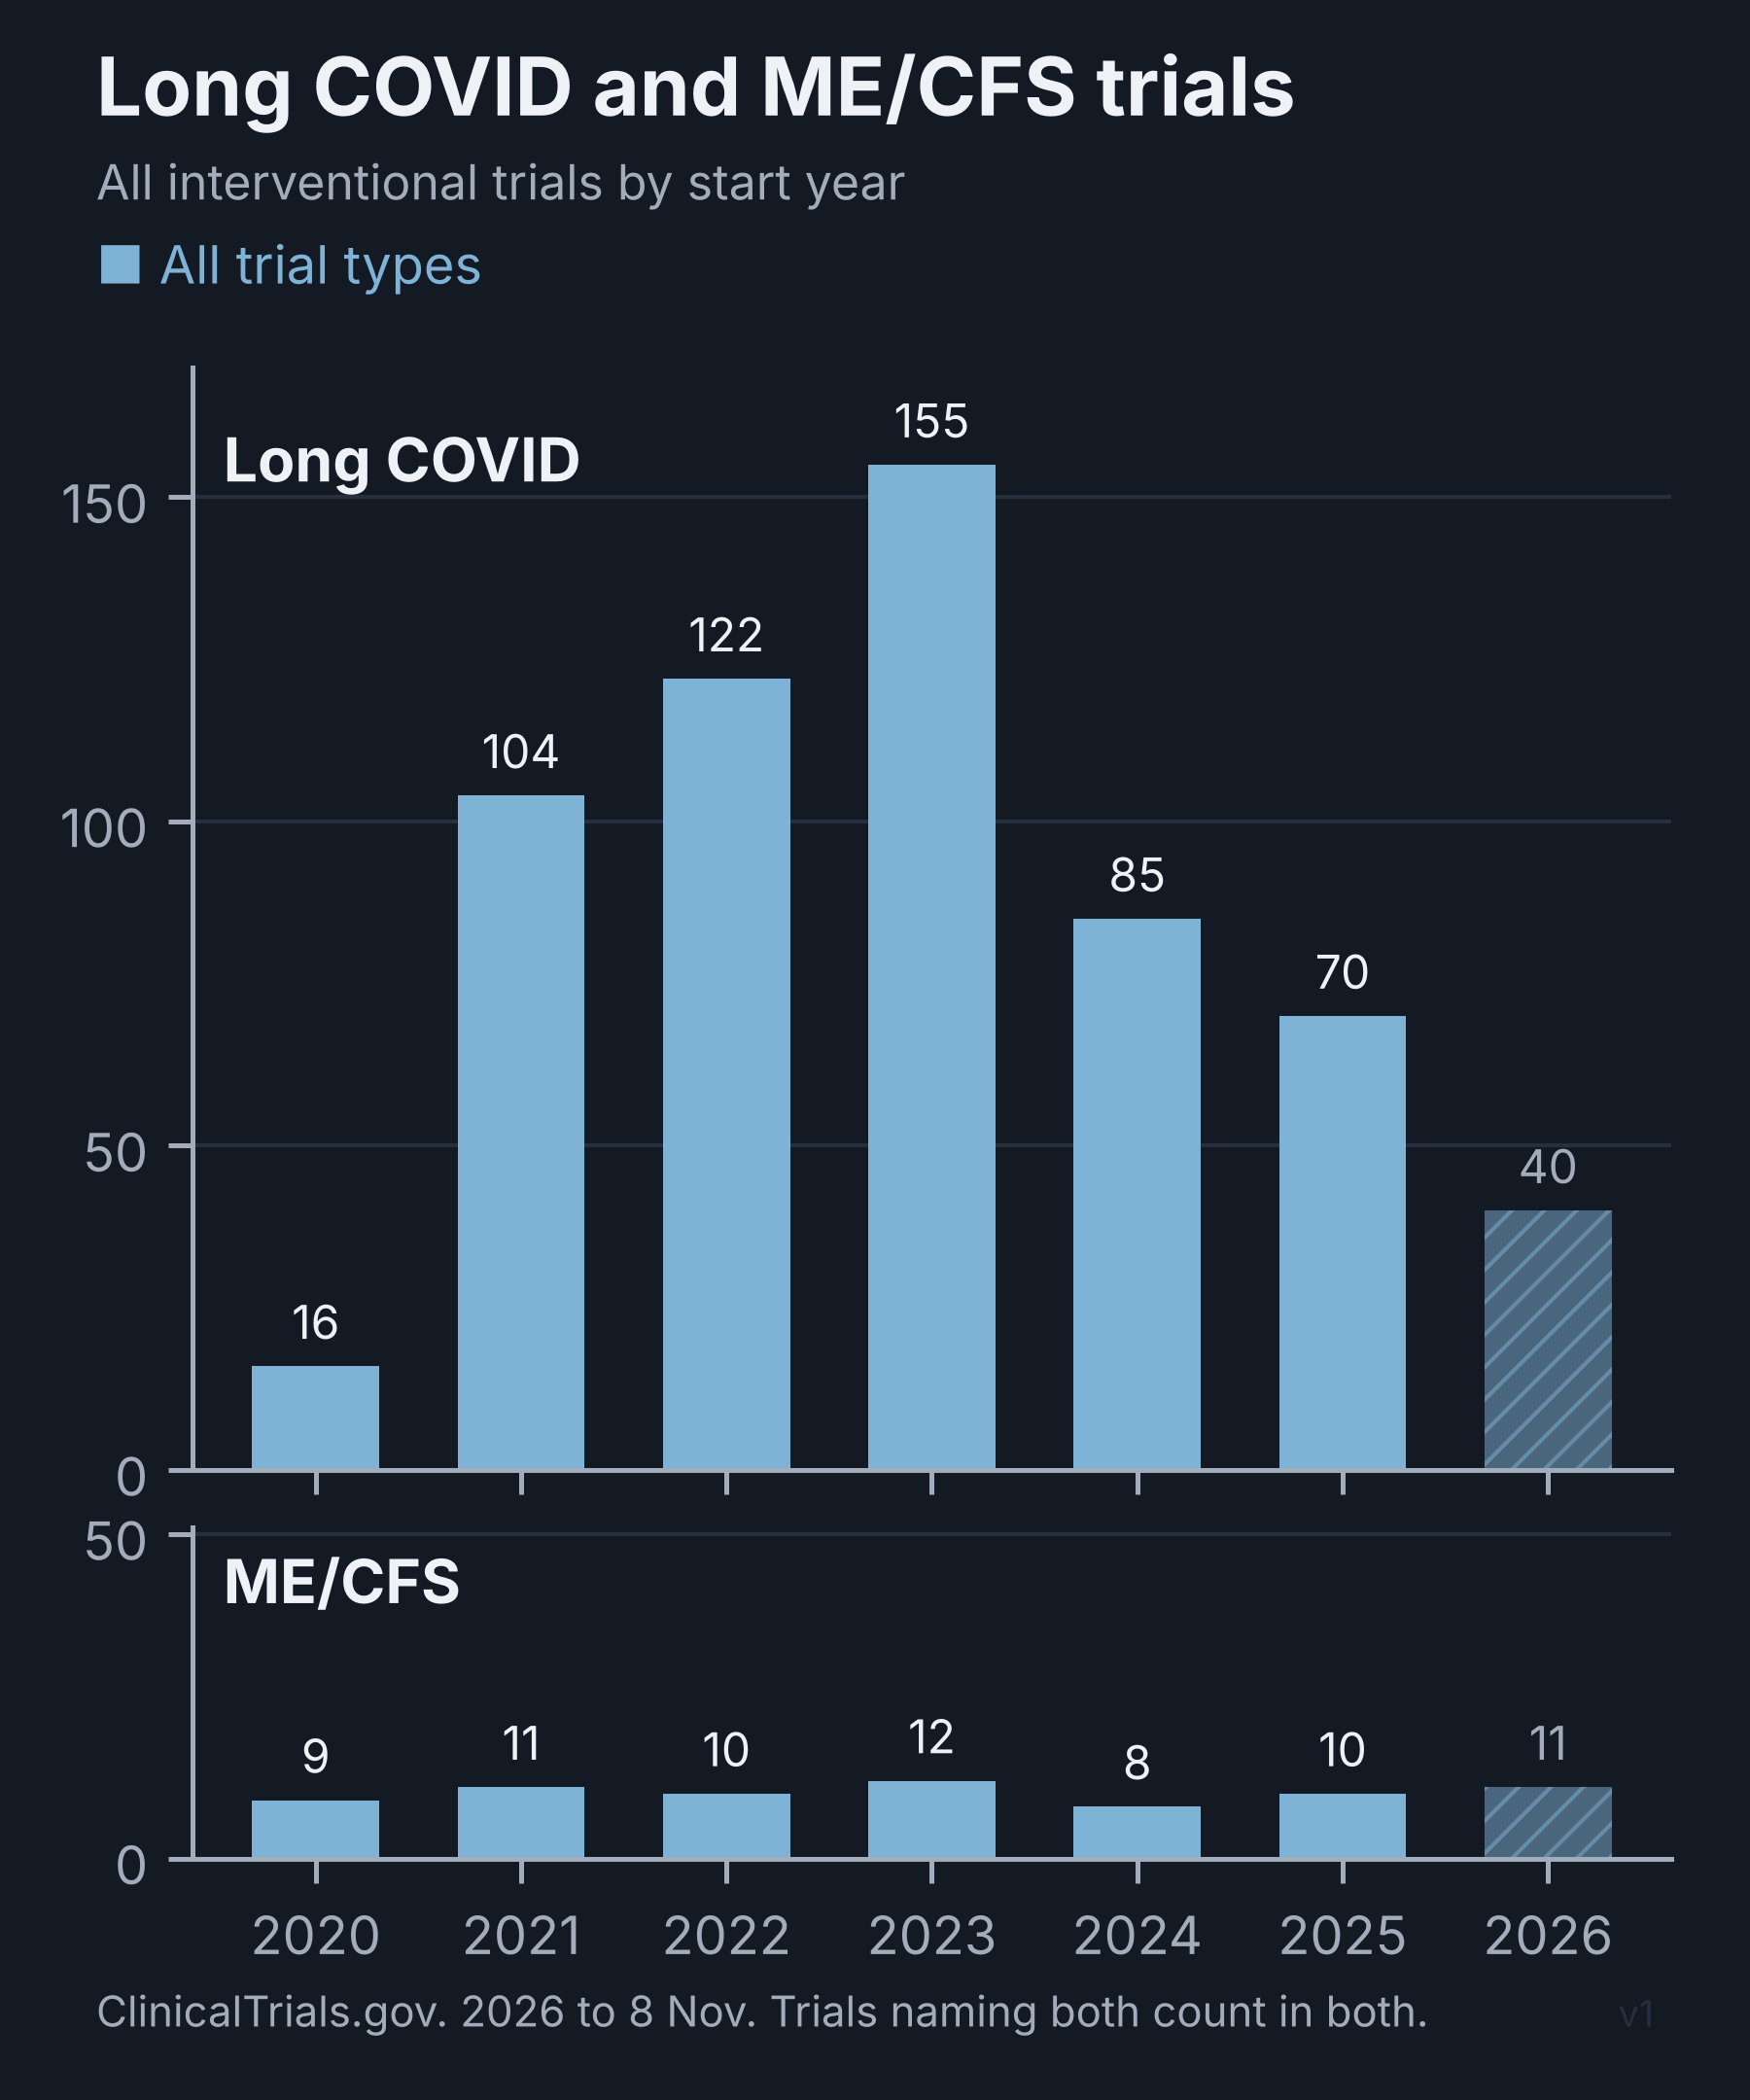 Long COVID and ME/CFS trials
All interventional trials by start year
All trial types
Long COVID
150
100
50
0
155
122
104
85
70
40
16
50
ME/CFS
0
9
11
10
12
8
10
11
2020 2021 2022 2023 2024 2025 2026
ClinicalTrials.gov. 2026 to 8 Nov. Trials naming both count in both.
v1